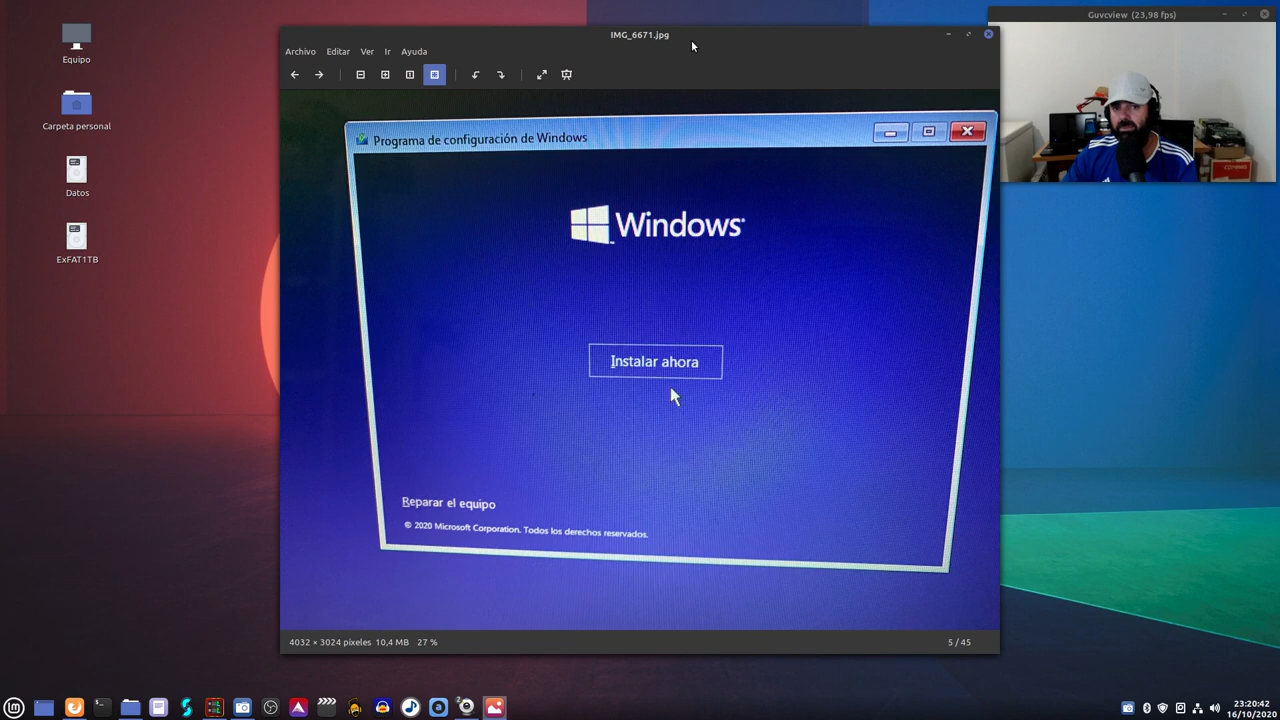 Equipo
Carpeta personal
Datos
ExFAT1TB
IMG_6671.jpg
Archivo Editar Ver Ir Ayuda
Programa de configuración de Windows
Windows
Instalar ahora
Reparar el equipo
© 2020 Microsoft Corporation. Todos los derechos reservados.
4032 × 3024 píxeles 10,4 MB 27 %
5 / 45
Guvcview (23,98 fps)
23:20:42
16/10/2020